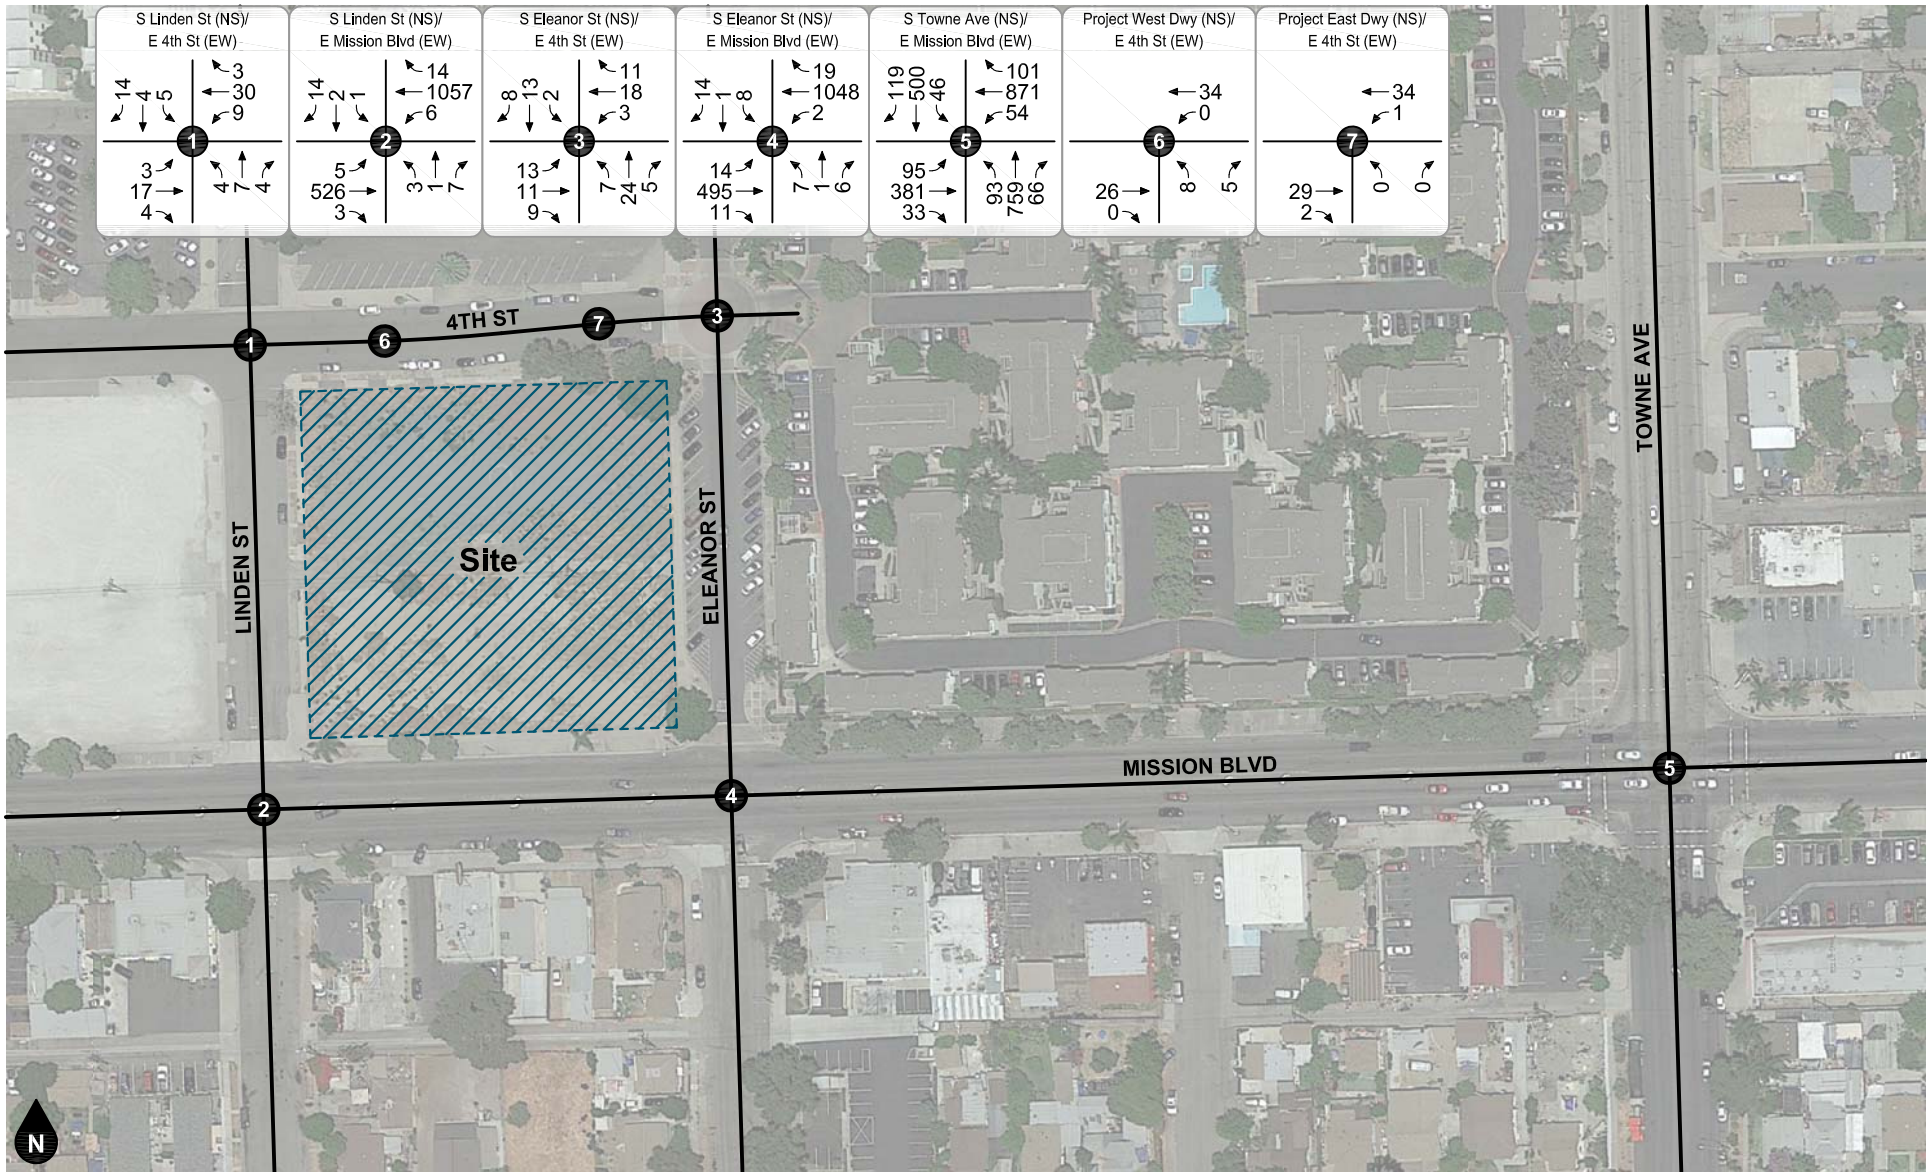 S Linden St (NS)/
E 4th St (EW)
14 4 5
3
30
9
1
3
17
4
4 7 4
S Linden St (NS)/
E Mission Blvd (EW)
14 2 1
14
1057
6
2
5
526
3
3 1 7
S Eleanor St (NS)/
E 4th St (EW)
8 13 2
11
18
3
3
13
11
9
7 24 5
S Eleanor St (NS)/
E Mission Blvd (EW)
14 1 8
19
1048
2
4
14
495
11
7 1 6
S Towne Ave (NS)/
E Mission Blvd (EW)
119 500 46
101
871
54
5
95
381
33
93 759 66
Project West Dwy (NS)/
E 4th St (EW)
34
0
6
26
0
8 5
Project East Dwy (NS)/
E 4th St (EW)
34
1
7
29
2
0 0
4TH ST
1
6
7
3
LINDEN ST
Site
ELEANOR ST
TOWNE AVE
MISSION BLVD
2
4
5
N